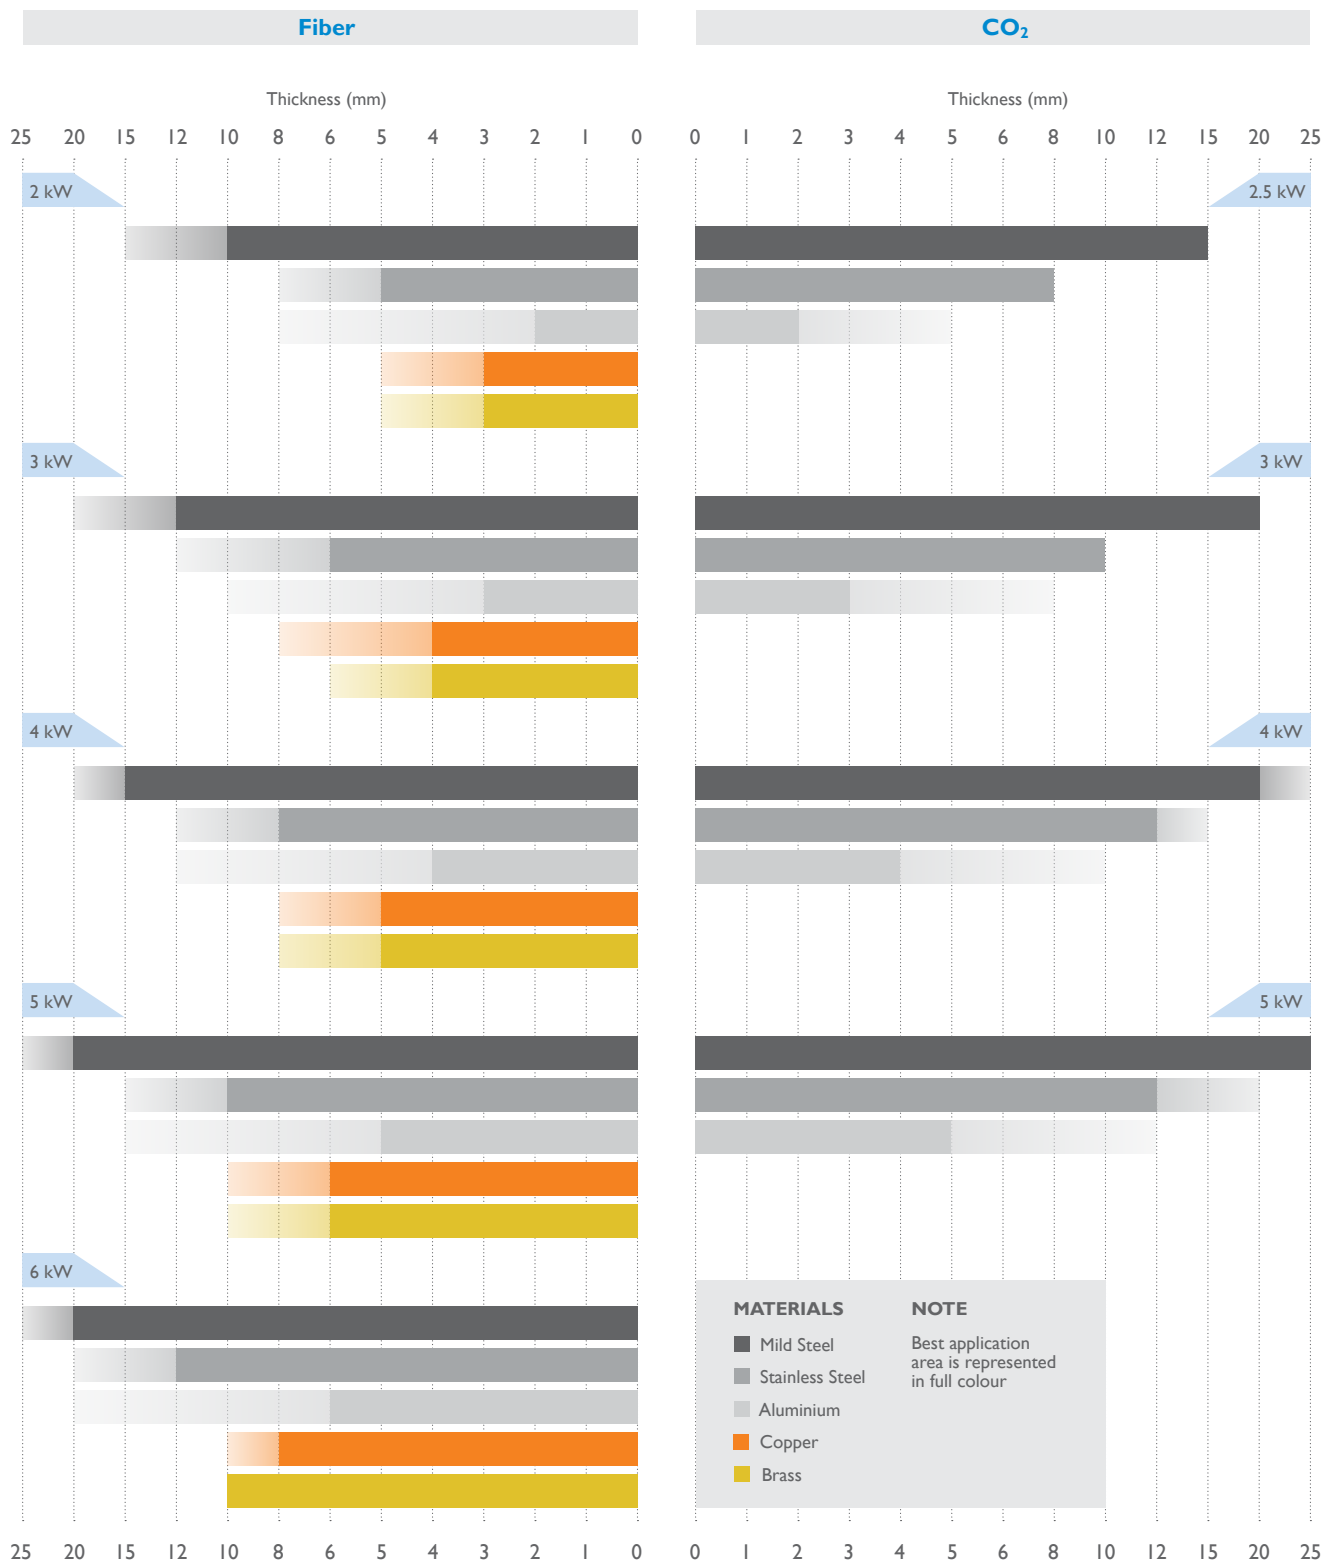 Fiber
CO₂
Thickness (mm)
Thickness (mm)
25 20 15 12 10 8 6 5 4 3 2 1 0
0 1 2 3 4 5 6 8 10 12 15 20 25
2 kW
2.5 kW
3 kW
3 kW
4 kW
4 kW
5 kW
5 kW
6 kW
MATERIALS
Mild Steel
Stainless Steel
Aluminium
Copper
Brass
NOTE
Best application
area is represented
in full colour
25 20 15 12 10 8 6 5 4 3 2 1 0
0 1 2 3 4 5 6 8 10 12 15 20 25